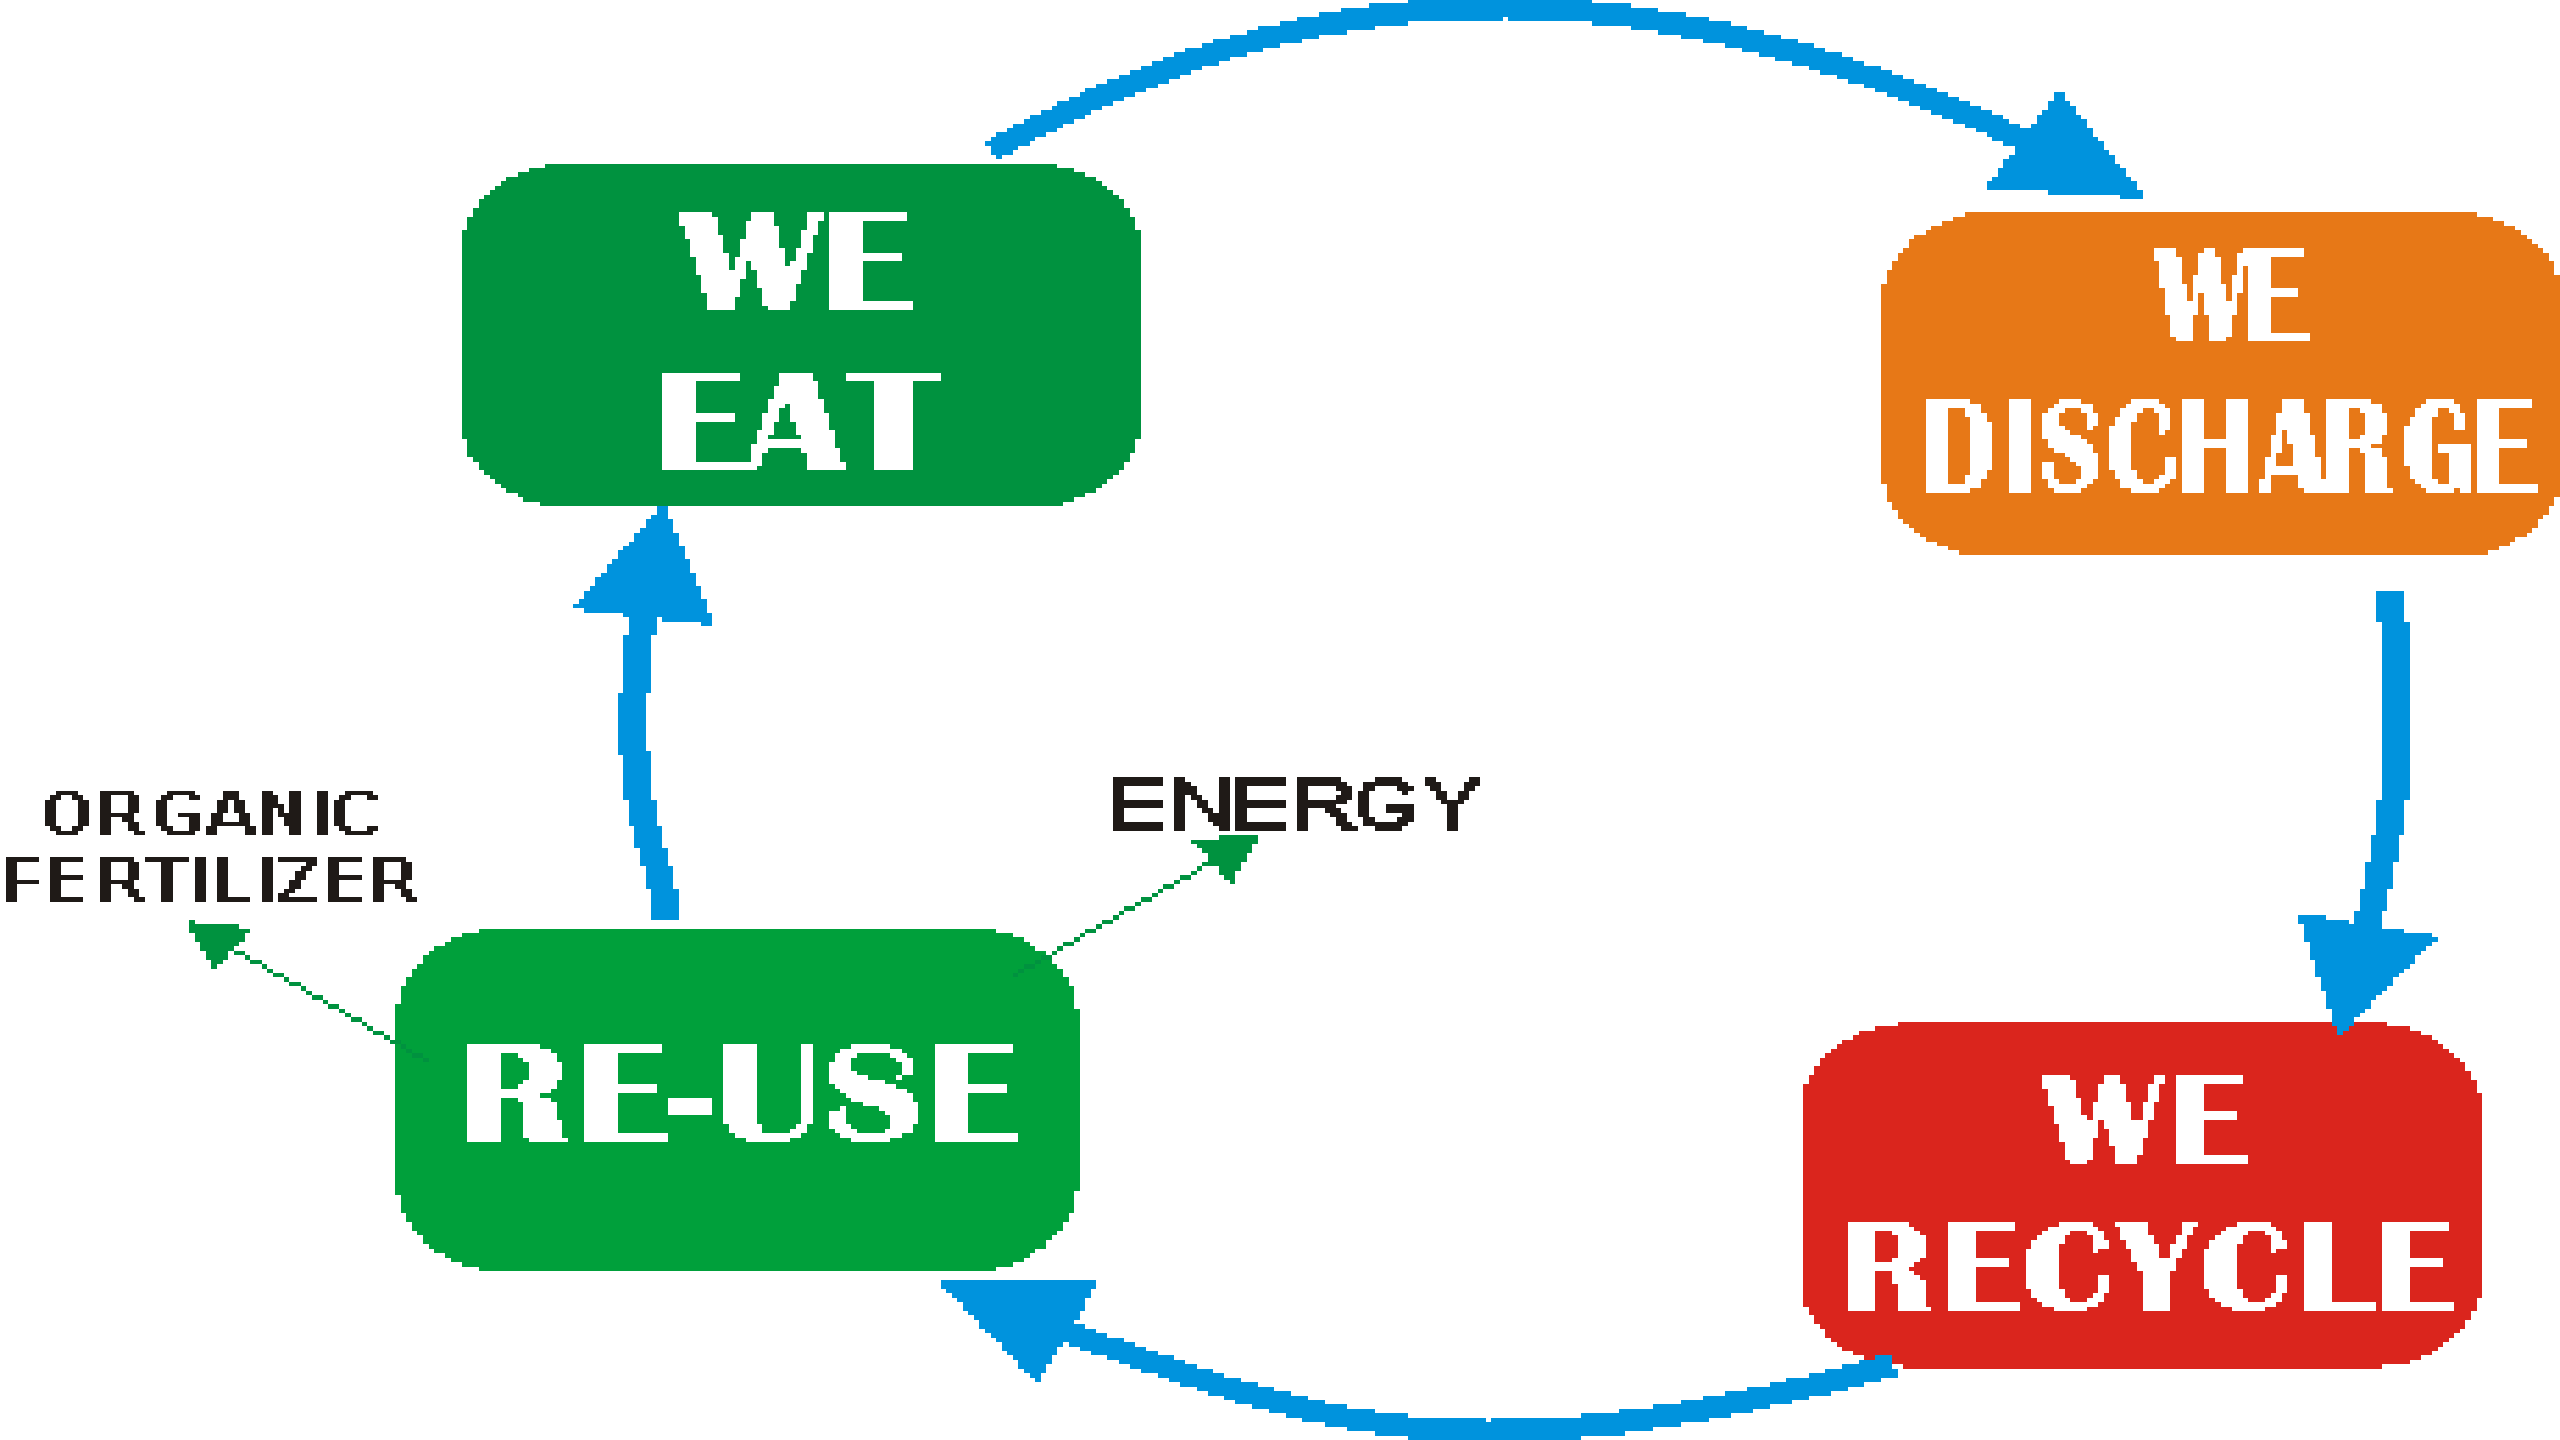 WE
EAT
WE
DISCHARGE
ORGANIC
FERTILIZER
ENERGY
RE-USE
WE
RECYCLE